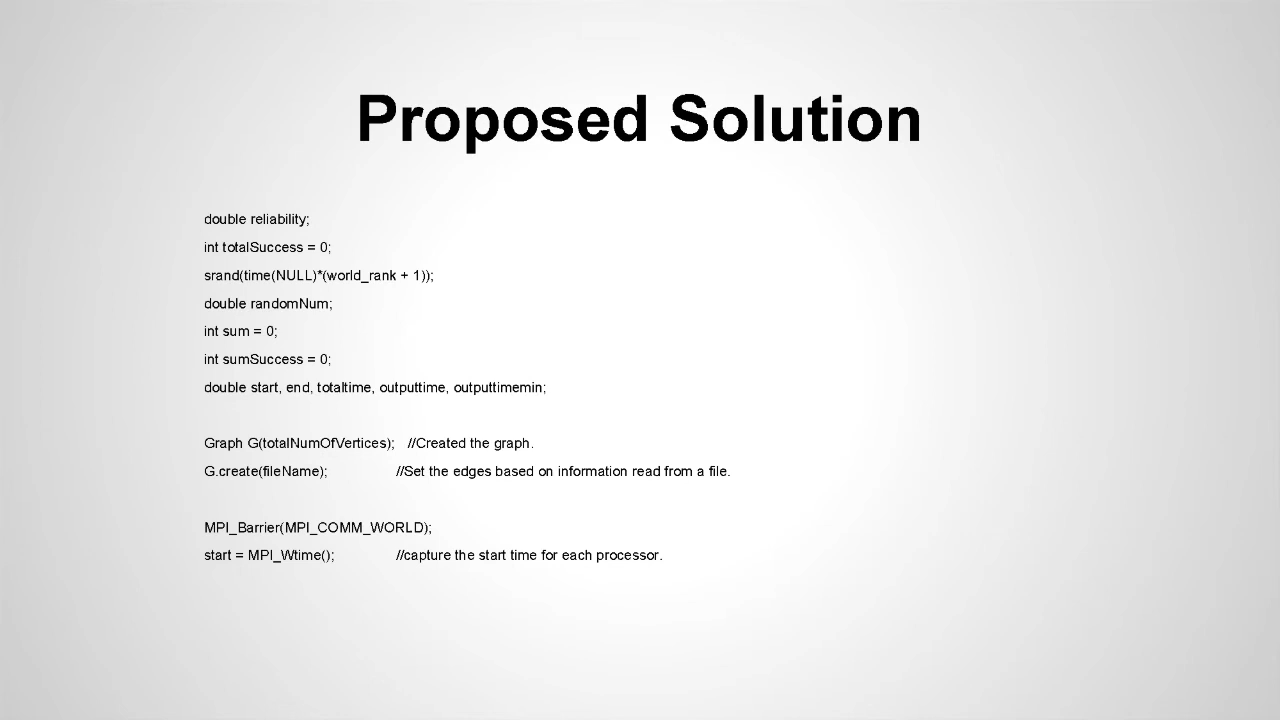 Proposed Solution
double reliability;
int totalSuccess = 0;
srand(time(NULL)*(world_rank + 1));
double randomNum;
int sum = 0;
int sumSuccess = 0;
double start, end, totaltime, outputtime, outputtimemin;
Graph G(totalNumOfVertices); //Created the graph.
G.create(fileName); //Set the edges based on information read from a file.
MPI_Barrier(MPI_COMM_WORLD);
start = MPI_Wtime(); //capture the start time for each processor.